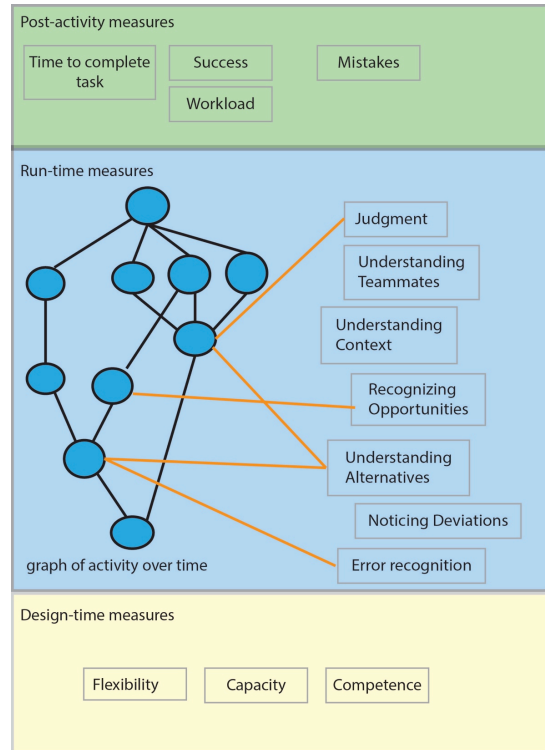 Post-activity measures
Time to complete
task
Success
Mistakes
Workload
Run-time measures
Judgment
Understanding
Teammates
Understanding
Context
Recognizing
Opportunities
Understanding
Alternatives
Noticing Deviations
Error recognition
graph of activity over time
Design-time measures
Flexibility
Capacity
Competence